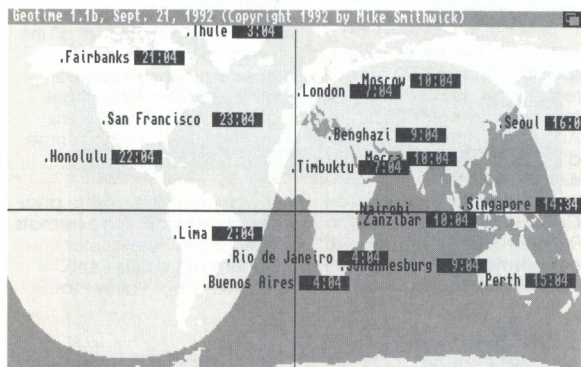 Geotime 1.1b, Sept. 21, 1992 (Copyright 1992 by Mike Smithwick)
.Thule 3:04
.Fairbanks 21:04
Moscow 10:04
.London 7:04
.San Francisco 23:04
.Seoul 16:0
.Benghazi 9:04
.Honolulu 22:04
Mecca 10:04
.Timbuktu 7:04
Nairobi
.Singapore 14:34
.Zanzibar 10:04
.Lima 2:04
.Rio de Janeiro 4:04
.Johannesburg 9:04
.Buenos Aires 4:04
.Perth 15:04